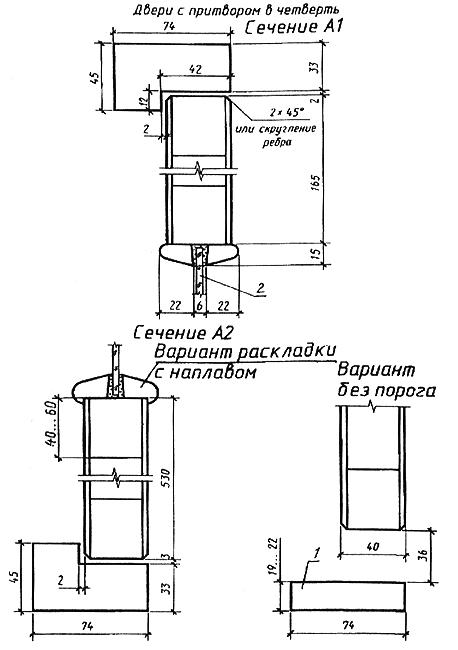 Двери с притвором в четверть
Сечение А1
74
42
45
12
33
2
2
2×45°
или скругление
ребра
165
15
22
6
22
2
Сечение А2
Вариант раскладки
с наплавом
Вариант
без порога
40...60
530
3
45
2
33
74
40
36
19...22
1
74